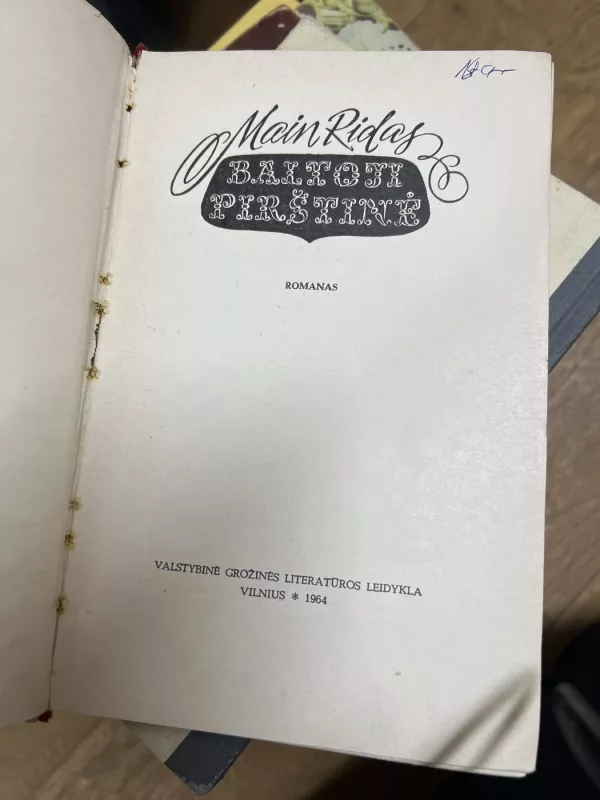 Main Ridas
BALTOJI
PIRŠTINĖ
ROMANAS
VALSTYBINĖ GROŽINĖS LITERATŪROS LEIDYKLA
VILNIUS * 1964